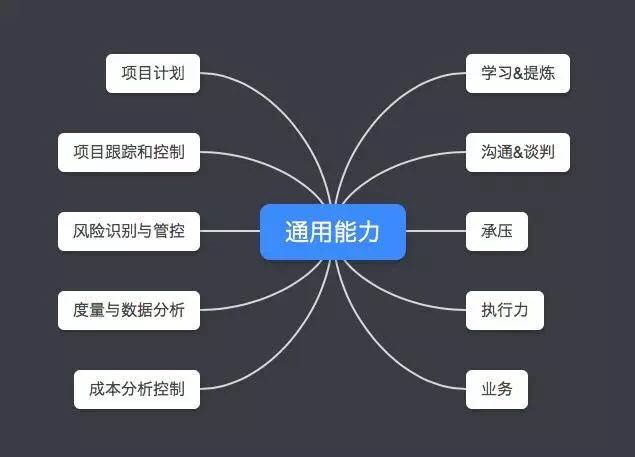 项目计划
项目跟踪和控制
风险识别与管控
度量与数据分析
成本分析控制
通用能力
学习&提炼
沟通&谈判
承压
执行力
业务